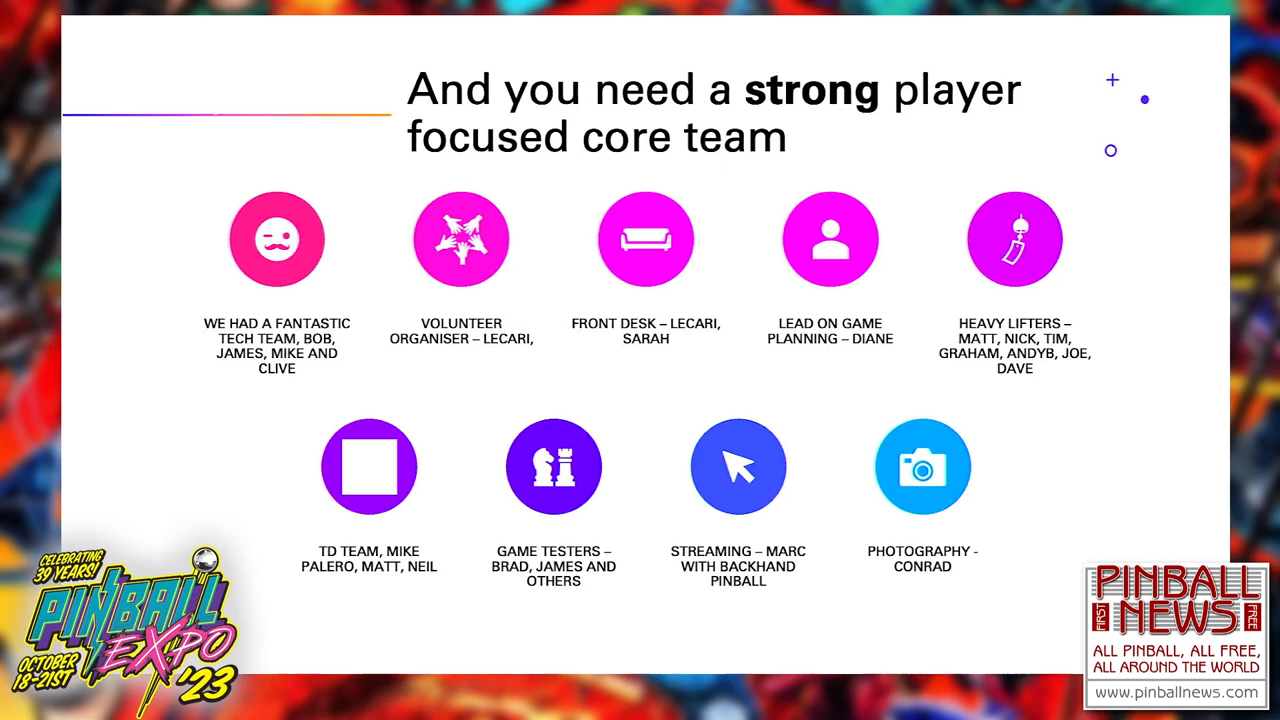 And you need a strong player
focused core team
WE HAD A FANTASTIC
TECH TEAM, BOB,
JAMES, MIKE AND
CLIVE
VOLUNTEER
ORGANISER – LECARI,
FRONT DESK – LECARI,
SARAH
LEAD ON GAME
PLANNING – DIANE
HEAVY LIFTERS –
MATT, NICK, TIM,
GRAHAM, ANDYB, JOE,
DAVE
TD TEAM, MIKE
PALERO, MATT, NEIL
GAME TESTERS –
BRAD, JAMES AND
OTHERS
STREAMING – MARC
WITH BACKHAND
PINBALL
PHOTOGRAPHY -
CONRAD
CELEBRATING
39 YEARS!
PINBALL
EXPO
OCTOBER
18-21ST
'23
PINBALL
FIRST NEWS FREE
ALL PINBALL, ALL FREE,
ALL AROUND THE WORLD
www.pinballnews.com